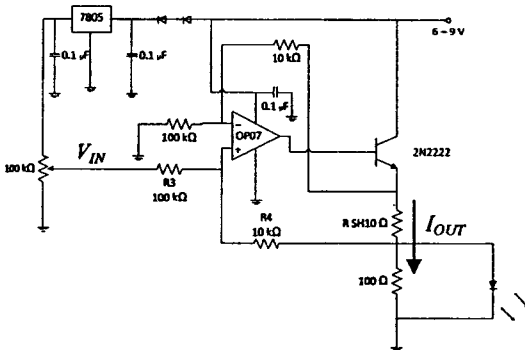 7805
6 - 9 V
0.1 µF
0.1 µF
10 kΩ
0.1 µF
100 kΩ
OP07
2N2222
V_IN
100 kΩ
R3
100 kΩ
R4
10 kΩ
R SH10 Ω
I_OUT
100 Ω